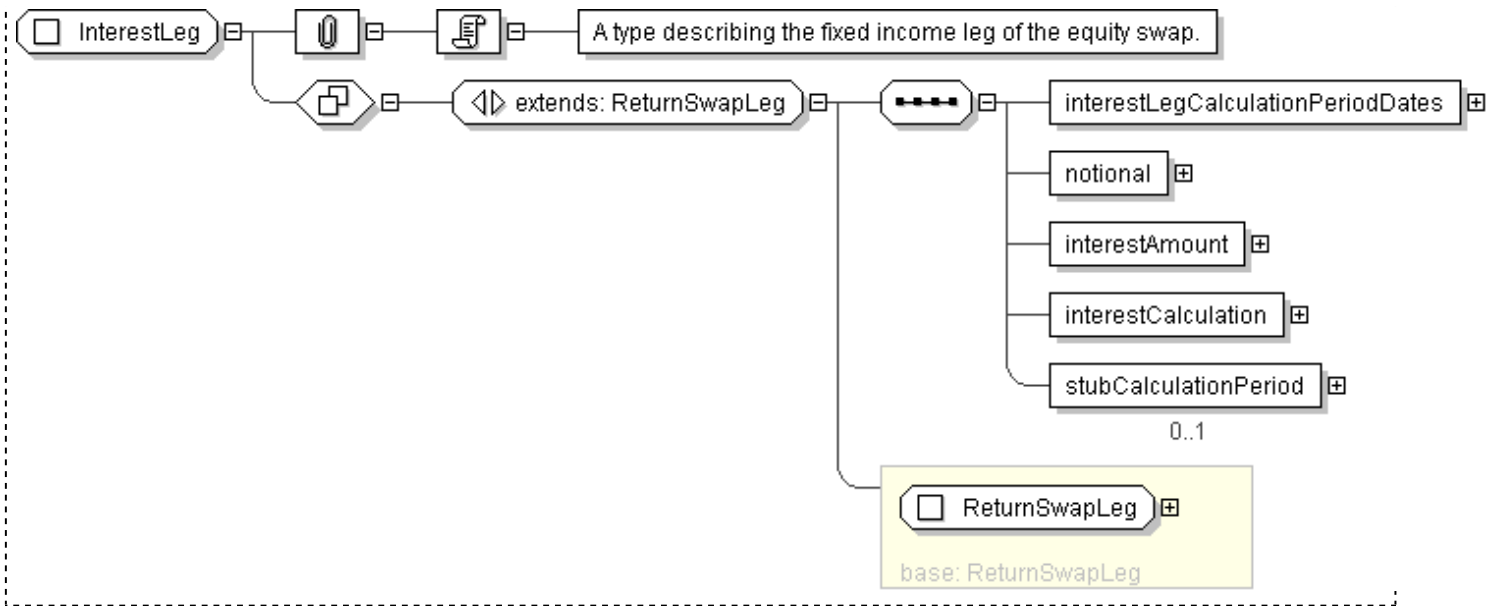 InterestLeg
A type describing the fixed income leg of the equity swap.
extends: ReturnSwapLeg
interestLegCalculationPeriodDates
notional
interestAmount
interestCalculation
stubCalculationPeriod
0..1
ReturnSwapLeg
base: ReturnSwapLeg